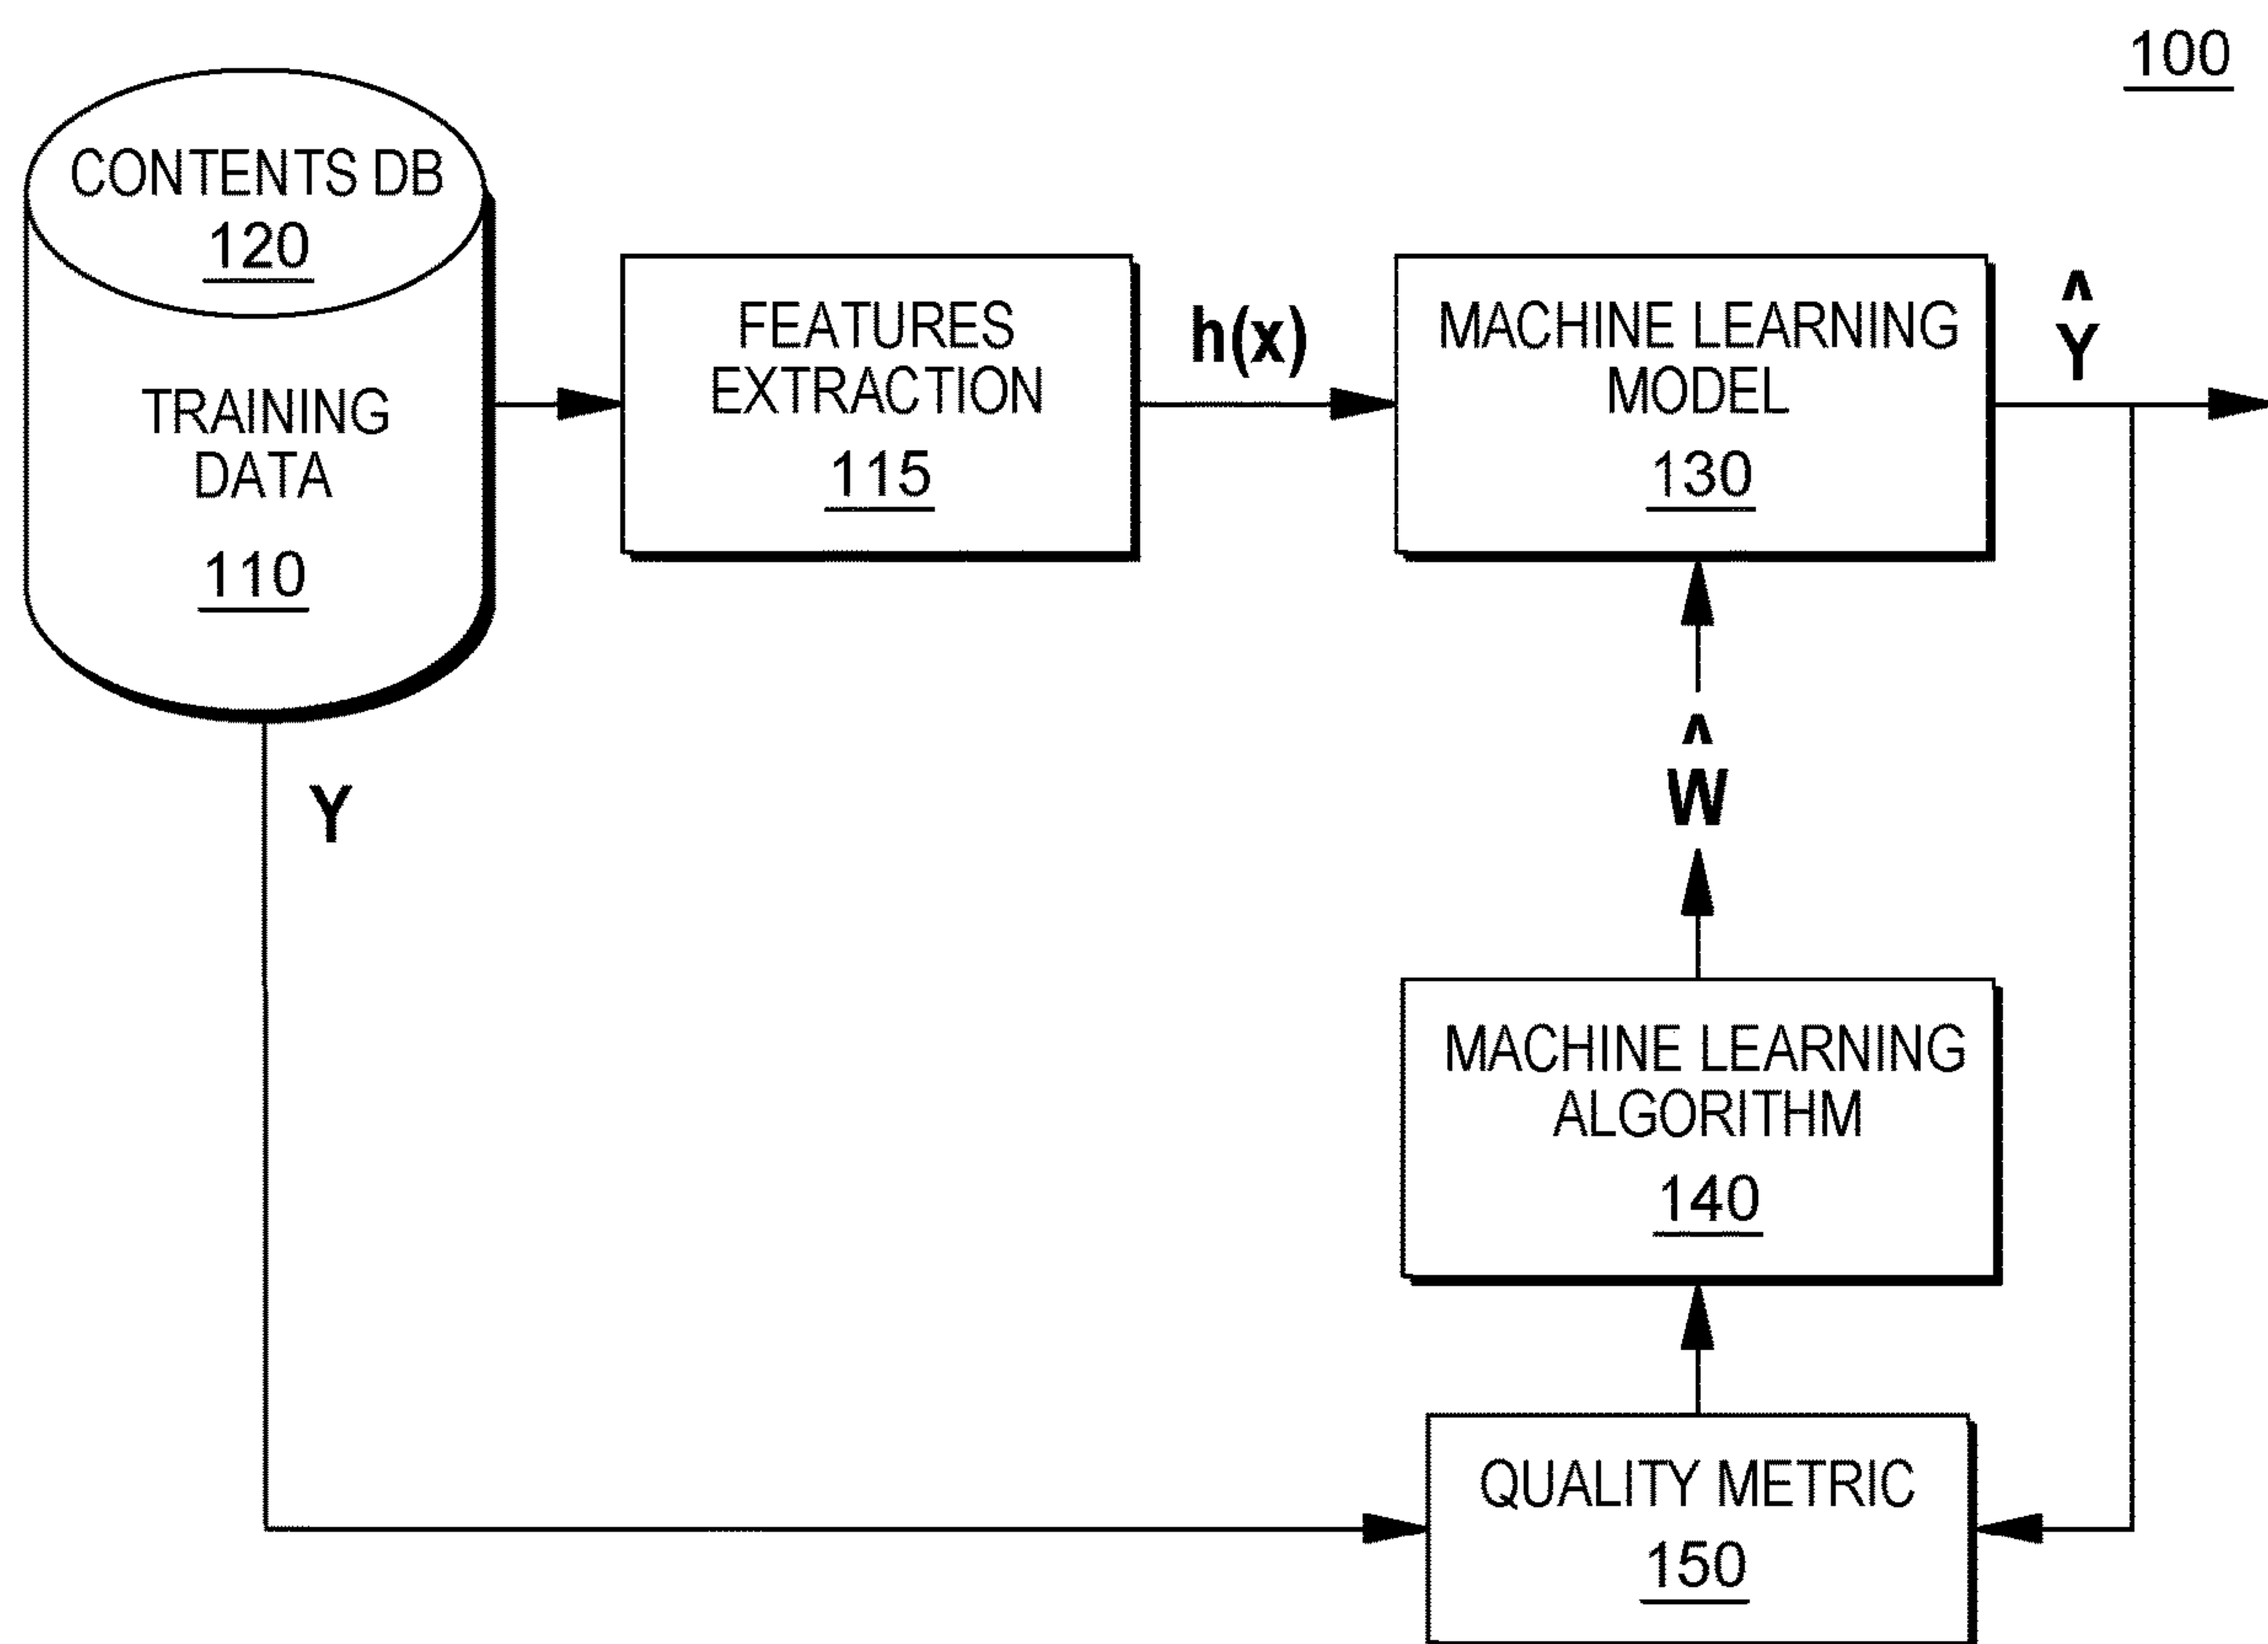 100
CONTENTS DB
120
TRAINING
DATA
110
FEATURES
EXTRACTION
115
h(x)
MACHINE LEARNING
MODEL
130
Ŷ
Ŵ
Y
MACHINE LEARNING
ALGORITHM
140
QUALITY METRIC
150